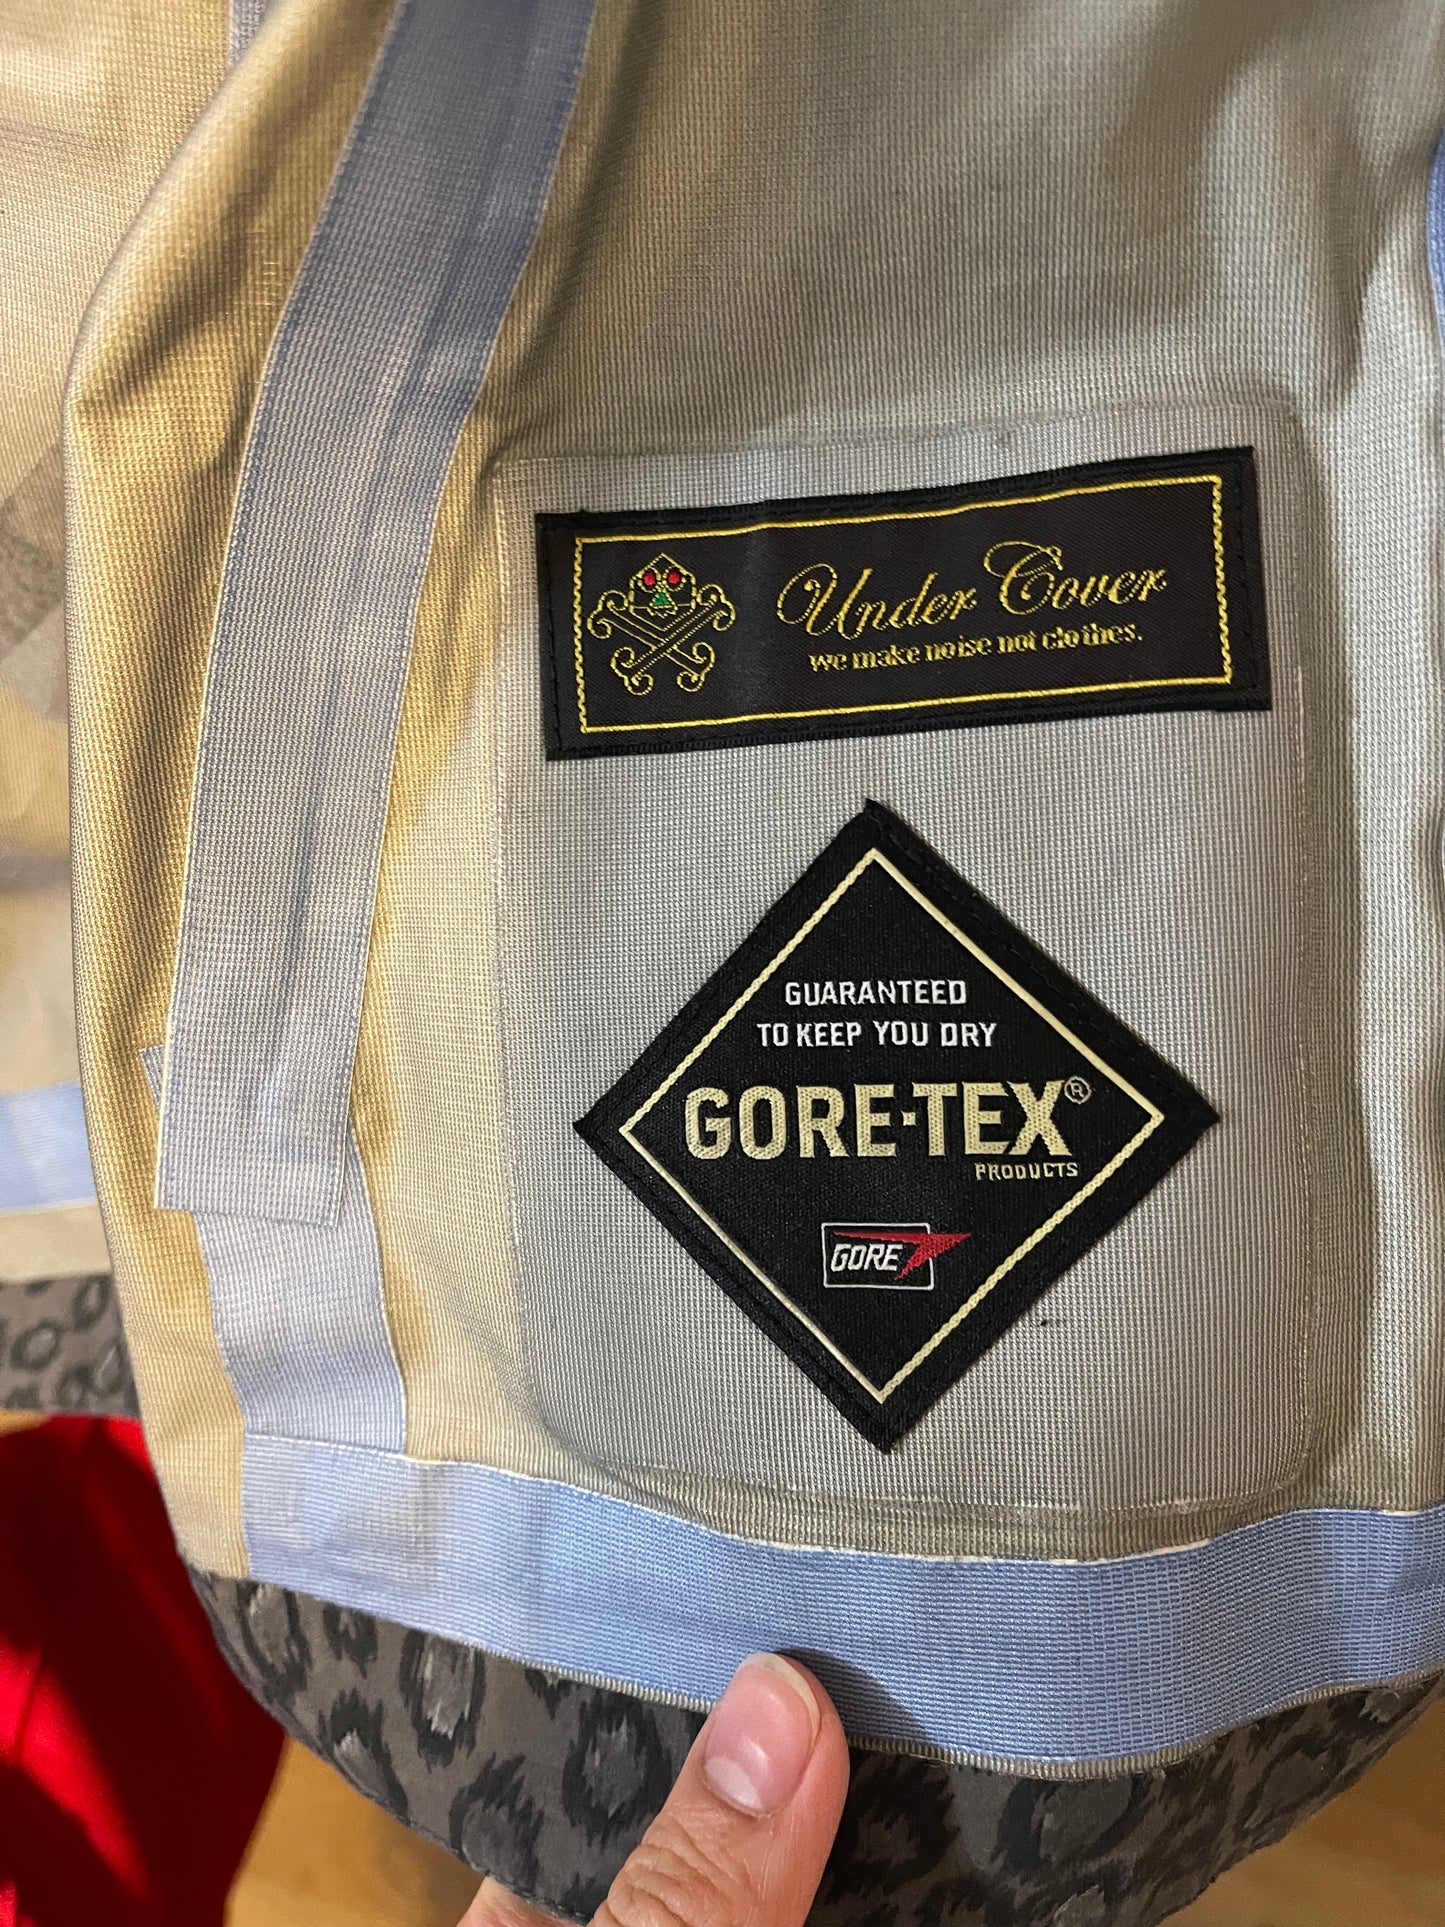 Under Cover
we make noise not clothes.
GUARANTEED
TO KEEP YOU DRY
GORE-TEX®
PRODUCTS
GORE